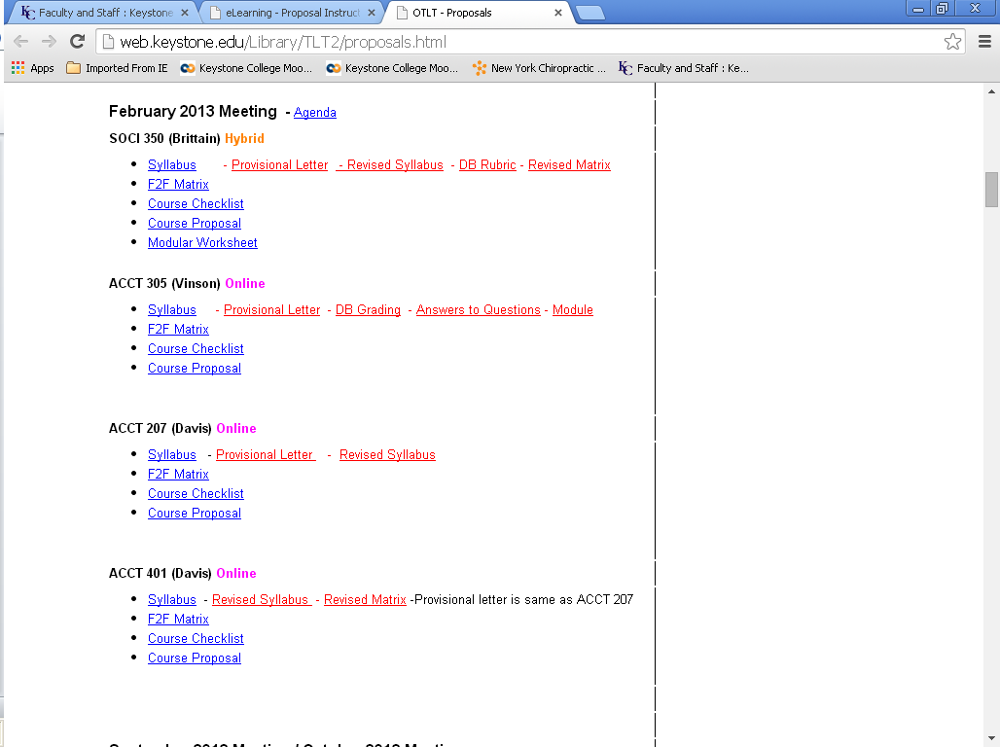 Faculty and Staff : Keystone
eLearning - Proposal Instruct
OTLT - Proposals
web.keystone.edu/Library/TLT2/proposals.html
Apps
Imported From IE
Keystone College Moo...
Keystone College Moo...
New York Chiropractic ...
Faculty and Staff : Ke...
February 2013 Meeting - Agenda
SOCI 350 (Brittain) Hybrid
• Syllabus - Provisional Letter - Revised Syllabus - DB Rubric - Revised Matrix
• F2F Matrix
• Course Checklist
• Course Proposal
• Modular Worksheet
ACCT 305 (Vinson) Online
• Syllabus - Provisional Letter - DB Grading - Answers to Questions - Module
• F2F Matrix
• Course Checklist
• Course Proposal
ACCT 207 (Davis) Online
• Syllabus - Provisional Letter - Revised Syllabus
• F2F Matrix
• Course Checklist
• Course Proposal
ACCT 401 (Davis) Online
• Syllabus - Revised Syllabus - Revised Matrix -Provisional letter is same as ACCT 207
• F2F Matrix
• Course Checklist
• Course Proposal